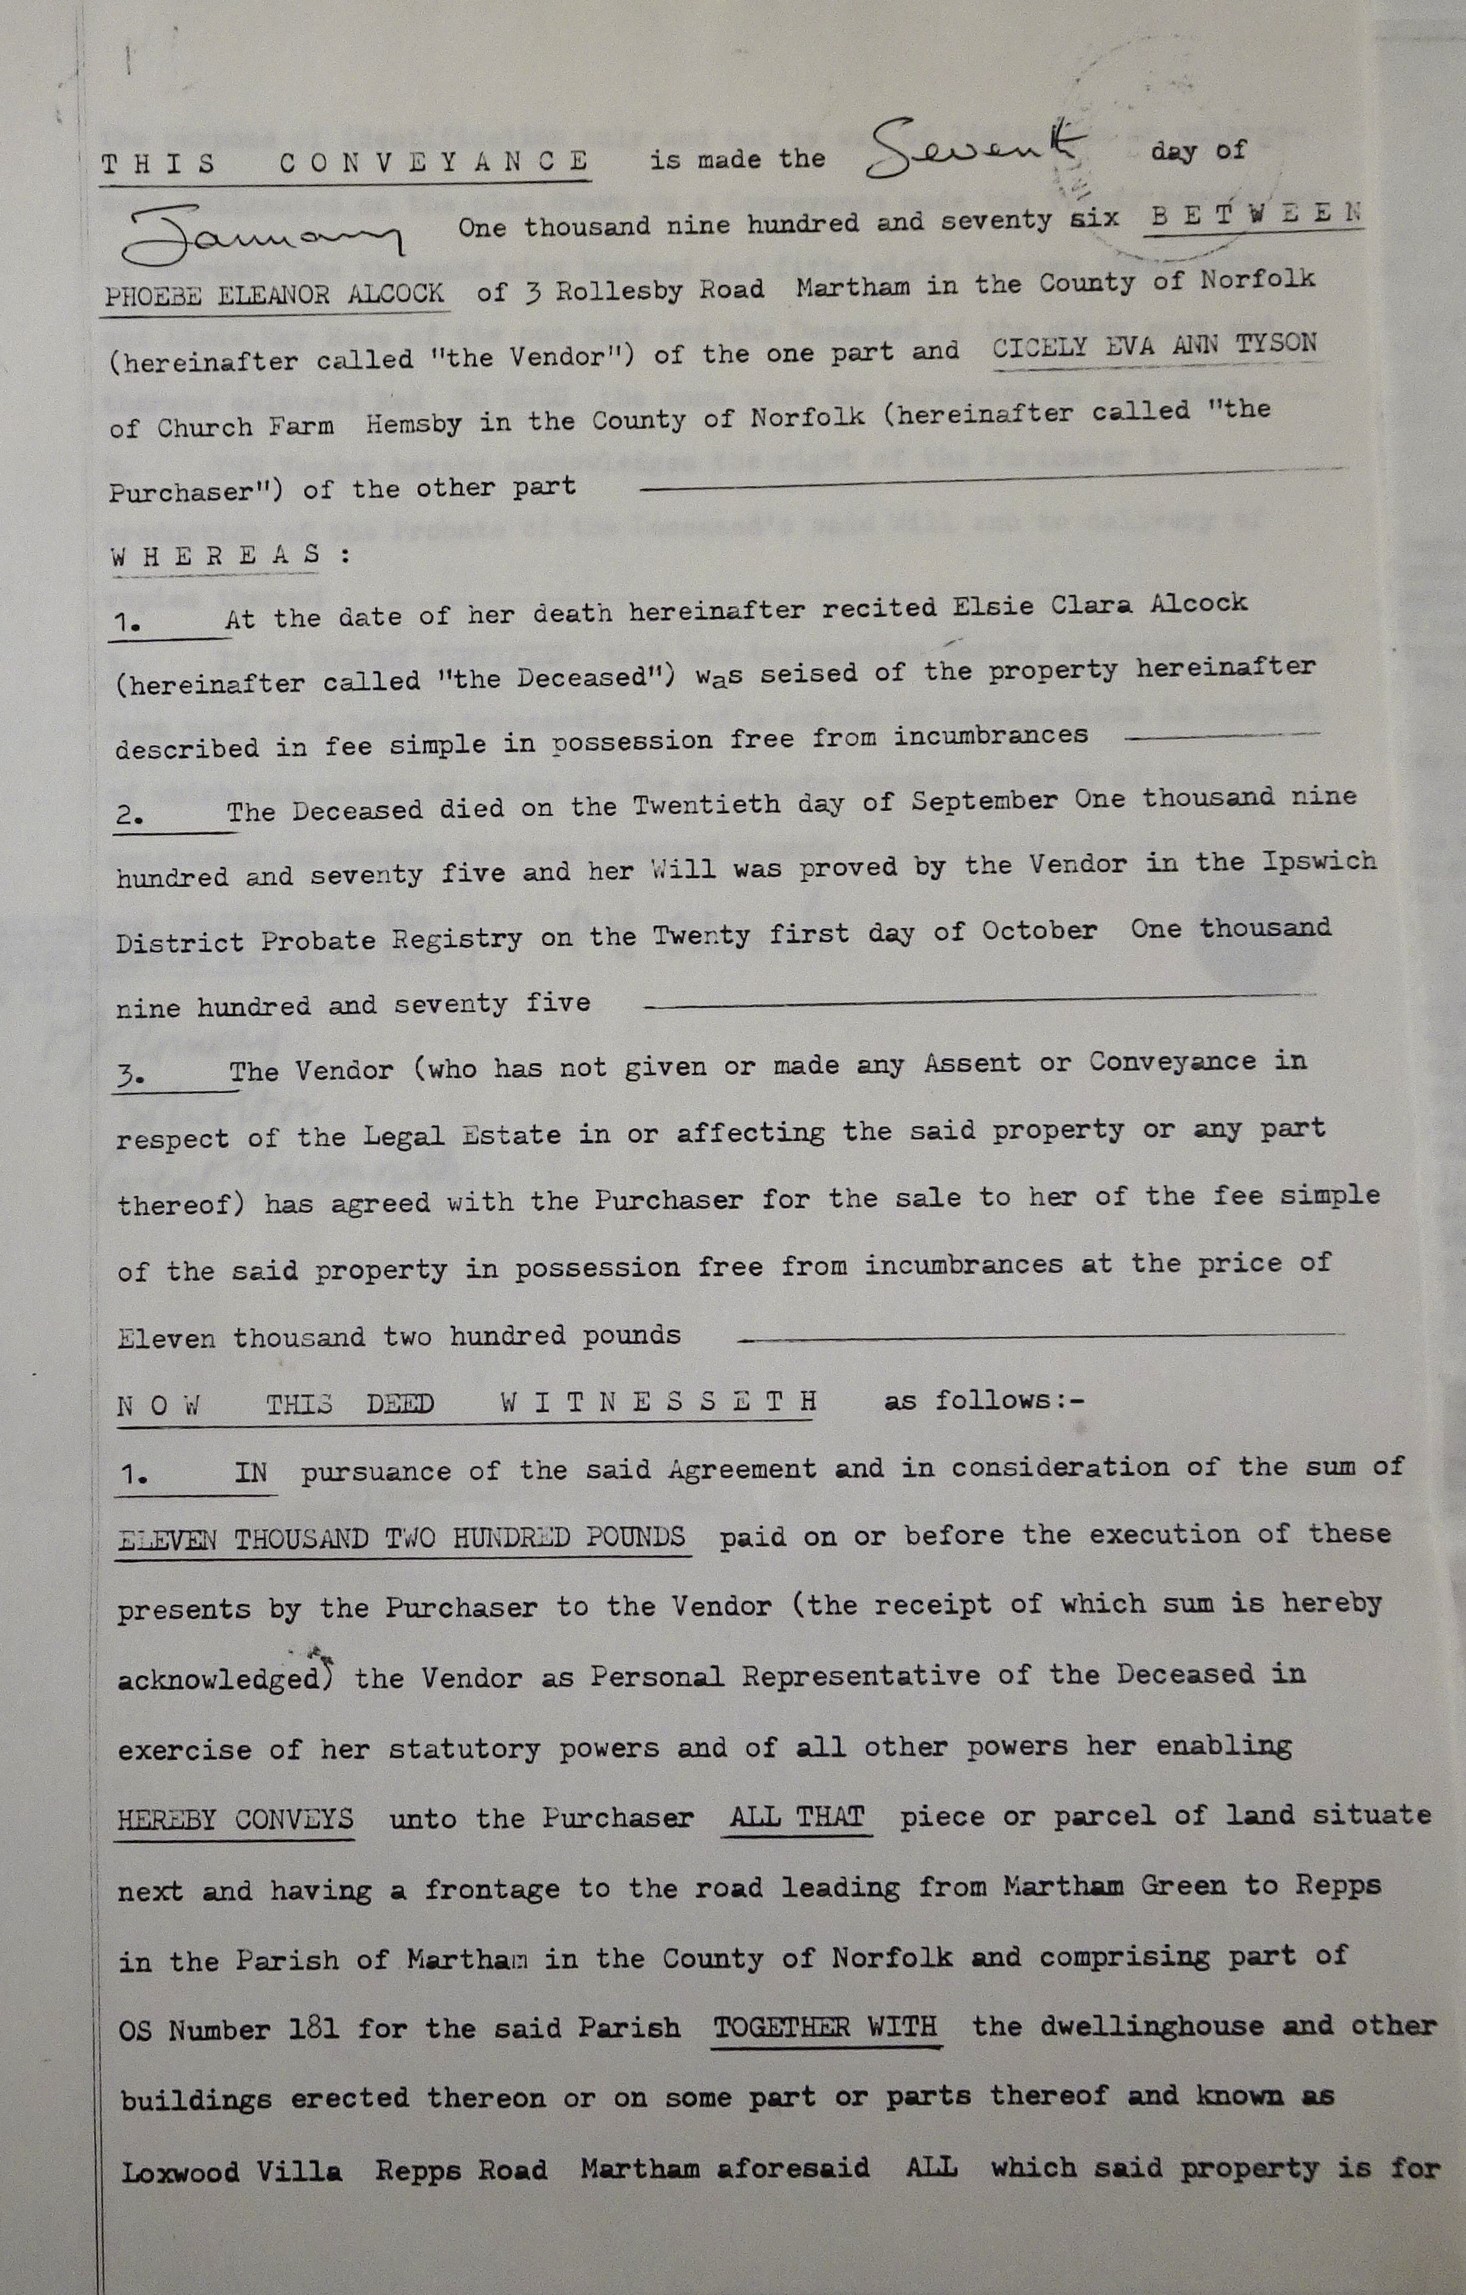 THIS CONVEYANCE is made the Seventh day of
January One thousand nine hundred and seventy six BETWEEN
PHOEBE ELEANOR ALCOCK of 3 Rollesby Road Martham in the County of Norfolk
(hereinafter called "the Vendor") of the one part and CICELY EVA ANN TYSON
of Church Farm Hemsby in the County of Norfolk (hereinafter called "the
Purchaser") of the other part
WHEREAS:
1. At the date of her death hereinafter recited Elsie Clara Alcock
(hereinafter called "the Deceased") was seised of the property hereinafter
described in fee simple in possession free from incumbrances
2. The Deceased died on the Twentieth day of September One thousand nine
hundred and seventy five and her Will was proved by the Vendor in the Ipswich
District Probate Registry on the Twenty first day of October One thousand
nine hundred and seventy five
3. The Vendor (who has not given or made any Assent or Conveyance in
respect of the Legal Estate in or affecting the said property or any part
thereof) has agreed with the Purchaser for the sale to her of the fee simple
of the said property in possession free from incumbrances at the price of
Eleven thousand two hundred pounds
NOW THIS DEED WITNESSETH as follows:-
1. IN pursuance of the said Agreement and in consideration of the sum of
ELEVEN THOUSAND TWO HUNDRED POUNDS paid on or before the execution of these
presents by the Purchaser to the Vendor (the receipt of which sum is hereby
acknowledged) the Vendor as Personal Representative of the Deceased in
exercise of her statutory powers and of all other powers her enabling
HEREBY CONVEYS unto the Purchaser ALL THAT piece or parcel of land situate
next and having a frontage to the road leading from Martham Green to Repps
in the Parish of Martham in the County of Norfolk and comprising part of
OS Number 181 for the said Parish TOGETHER WITH the dwellinghouse and other
buildings erected thereon or on some part or parts thereof and known as
Loxwood Villa Repps Road Martham aforesaid ALL which said property is for